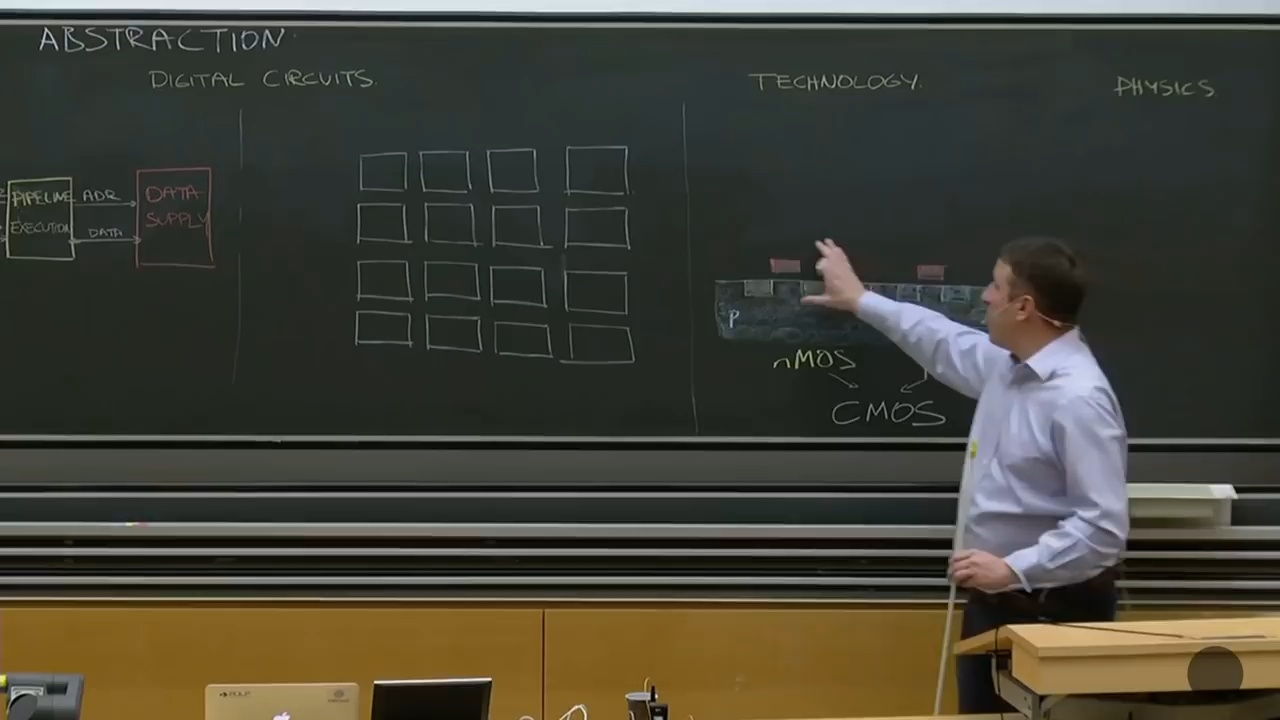 ABSTRACTION
DIGITAL CIRCUITS.
TECHNOLOGY.
PHYSICS
PIPELINE
EXECUTION
ADR
DATA
DATA
SUPPLY
P
nMOS
CMOS